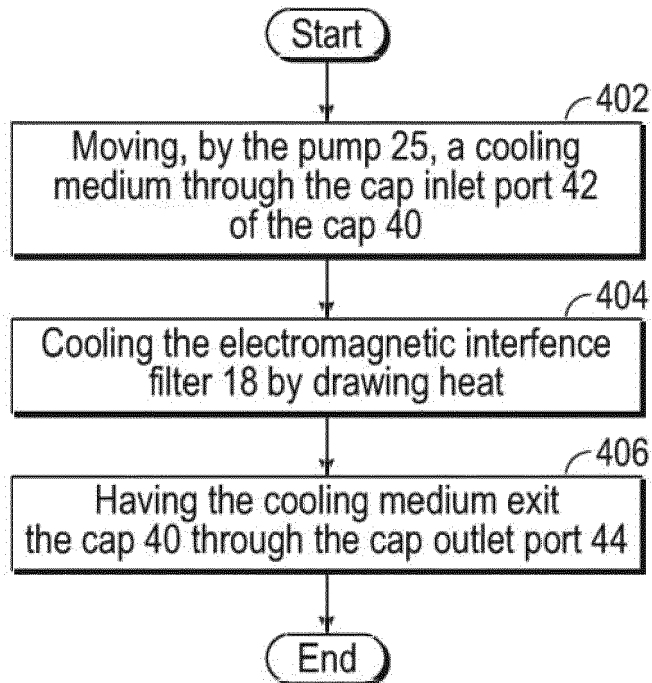 Start
402
Moving, by the pump 25, a cooling
medium through the cap inlet port 42
of the cap 40
404
Cooling the electromagnetic interfence
filter 18 by drawing heat
406
Having the cooling medium exit
the cap 40 through the cap outlet port 44
End